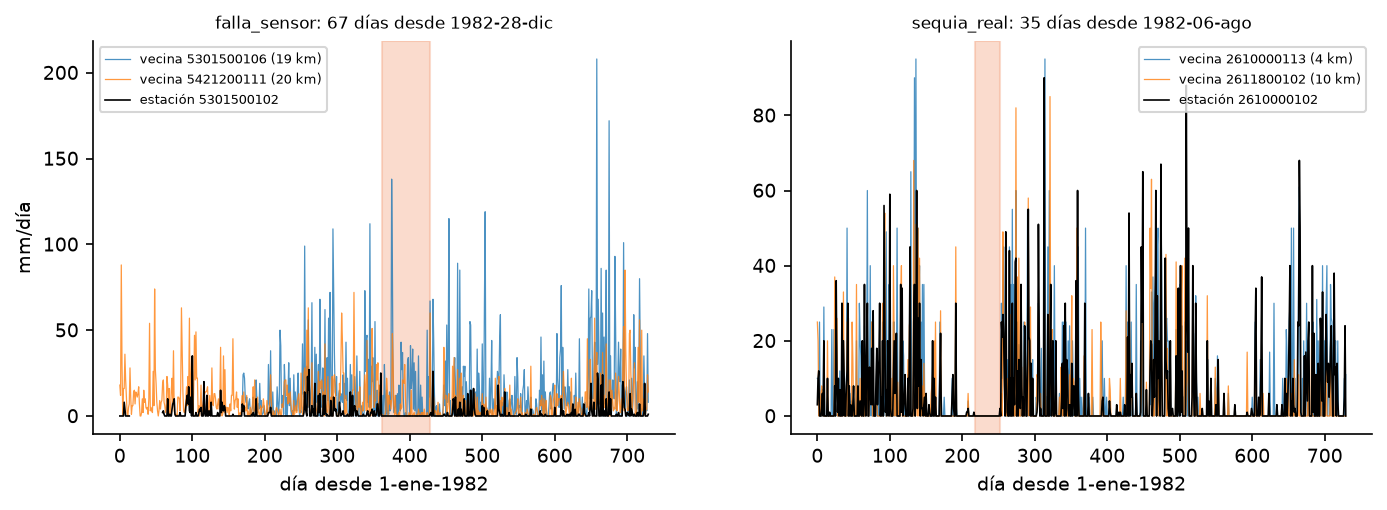 falla_sensor: 67 días desde 1982-28-dic
vecina 5301500106 (19 km)
vecina 5421200111 (20 km)
estación 5301500102
200
150
100
50
0
mm/día
0 100 200 300 400 500 600 700
día desde 1-ene-1982
sequia_real: 35 días desde 1982-06-ago
vecina 2610000113 (4 km)
vecina 2611800102 (10 km)
estación 2610000102
80
60
40
20
0
0 100 200 300 400 500 600 700
día desde 1-ene-1982